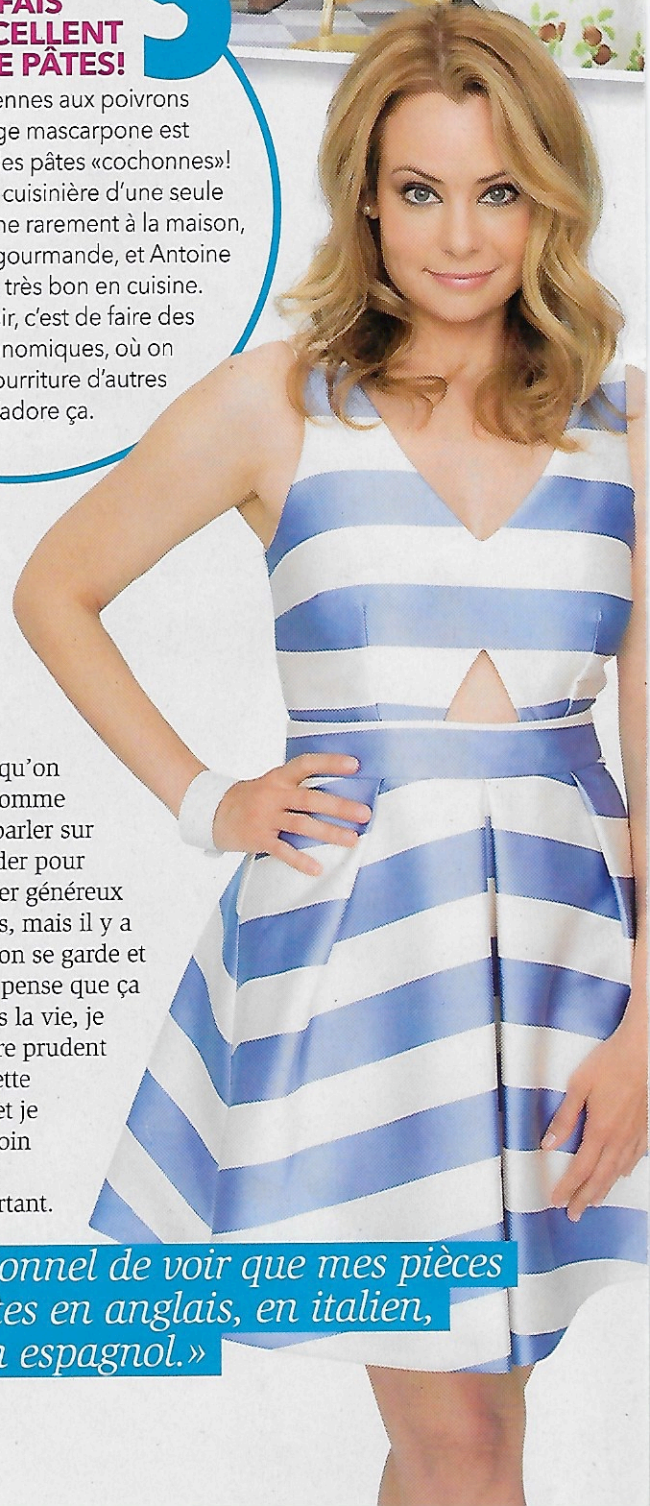 FAIS
CELLENT
E PÂTES!
ennes aux poivrons
ge mascarpone est
es pâtes «cochonnes»!
cuisinière d'une seule
ne rarement à la maison,
gourmande, et Antoine
très bon en cuisine.
ir, c'est de faire des
nomiques, où on
ourriture d'autres
adore ça.
qu'on
omme
parler sur
der pour
er généreux
s, mais il y a
on se garde et
pense que ça
s la vie, je
re prudent
ette
et je
oin
rtant.
onnel de voir que mes pièces
tes en anglais, en italien,
n espagnol.»